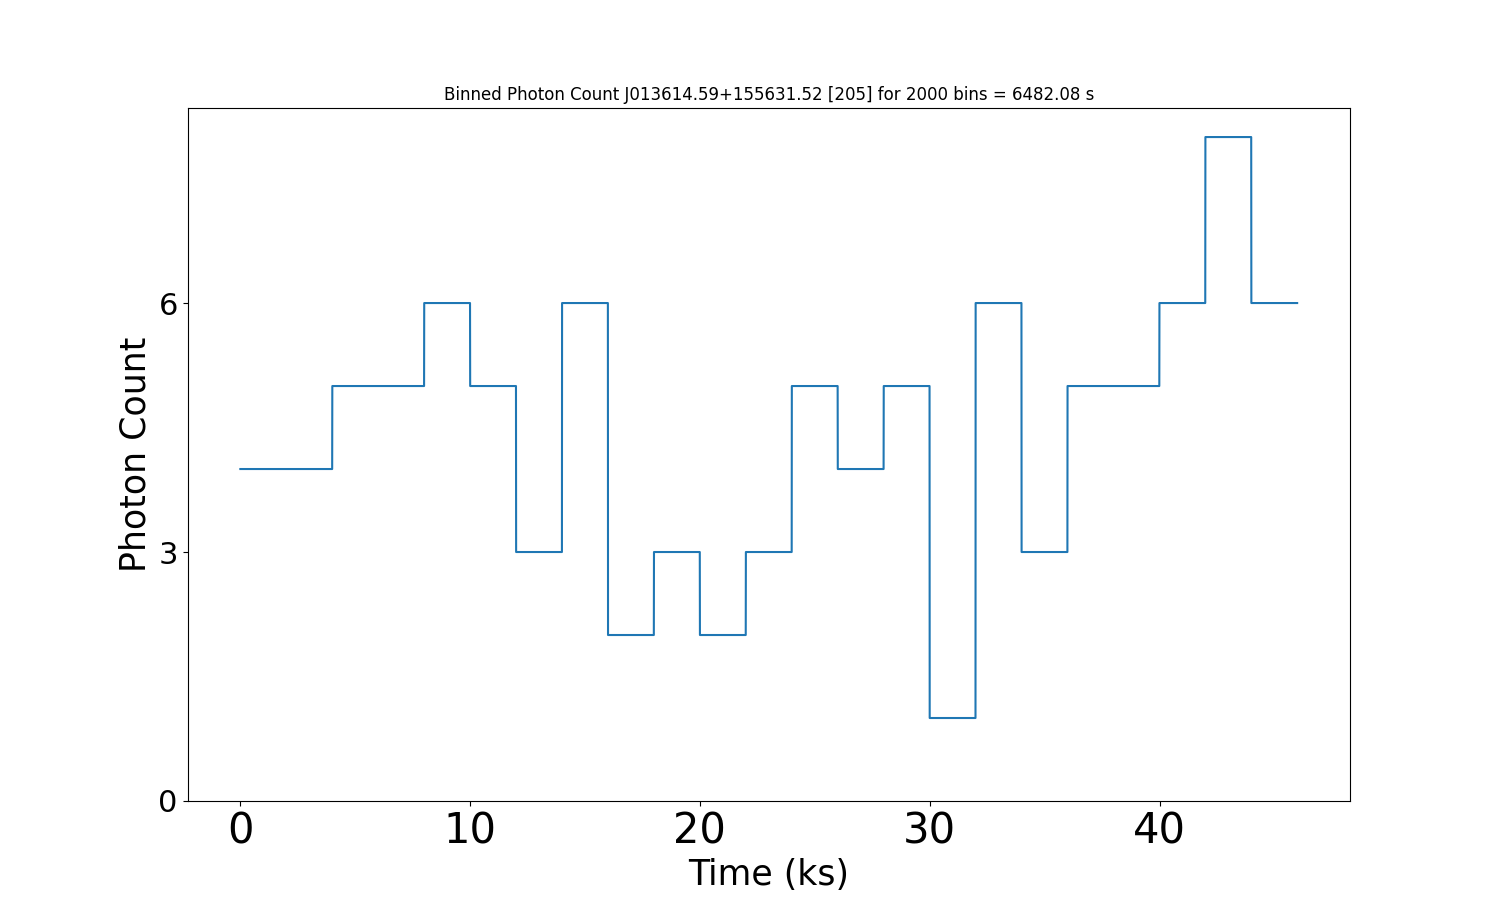 Binned Photon Count J013614.59+155631.52 [205] for 2000 bins = 6482.08 s
Photon Count
6
3
0
0 10 20 30 40
Time (ks)